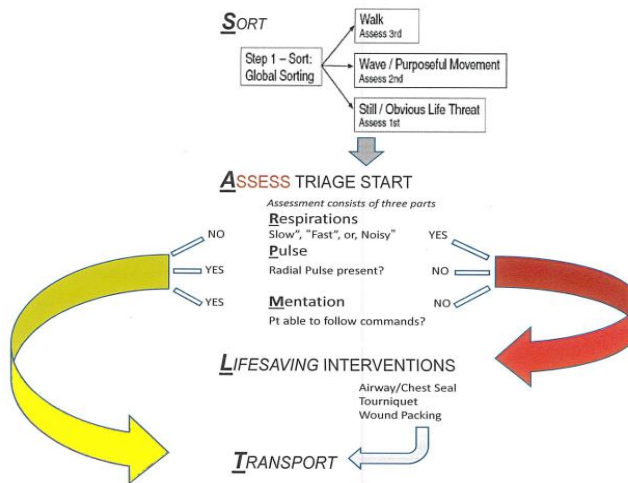 SORT
Walk
Assess 3rd
Step 1 – Sort:
Global Sorting
Wave / Purposeful Movement
Assess 2nd
Still / Obvious Life Threat
Assess 1st
ASSESS TRIAGE START
Assessment consists of three parts
Respirations
NO
Slow", "Fast", or, Noisy"
YES
Pulse
YES
Radial Pulse present?
NO
Mentation
YES
NO
Pt able to follow commands?
LIFESAVING INTERVENTIONS
Airway/Chest Seal
Tourniquet
Wound Packing
TRANSPORT